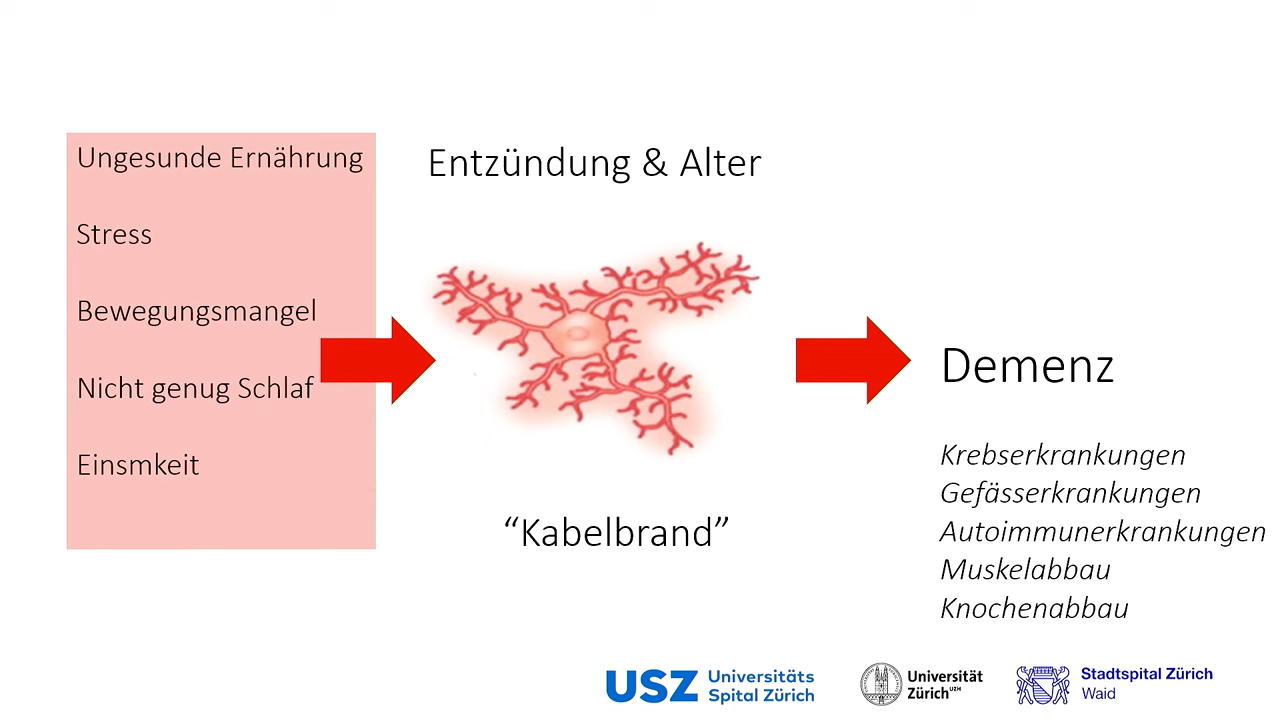 Ungesunde Ernährung
Stress
Bewegungsmangel
Nicht genug Schlaf
Einsmkeit
Entzündung & Alter
“Kabelbrand”
Demenz
Krebserkrankungen
Gefässerkrankungen
Autoimmunerkrankungen
Muskelabbau
Knochenabbau
USZ Universitäts
Spital Zürich
Universität
Zürich UZH
Stadtspital Zürich
Waid